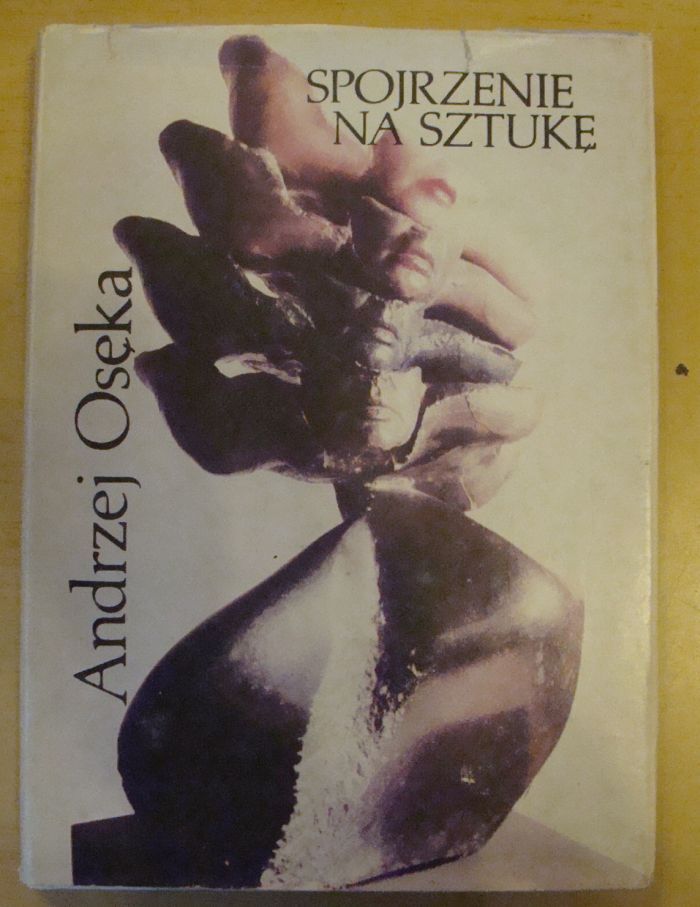 SPOJRZENIE
NA SZTUKĘ
Andrzej Osęka